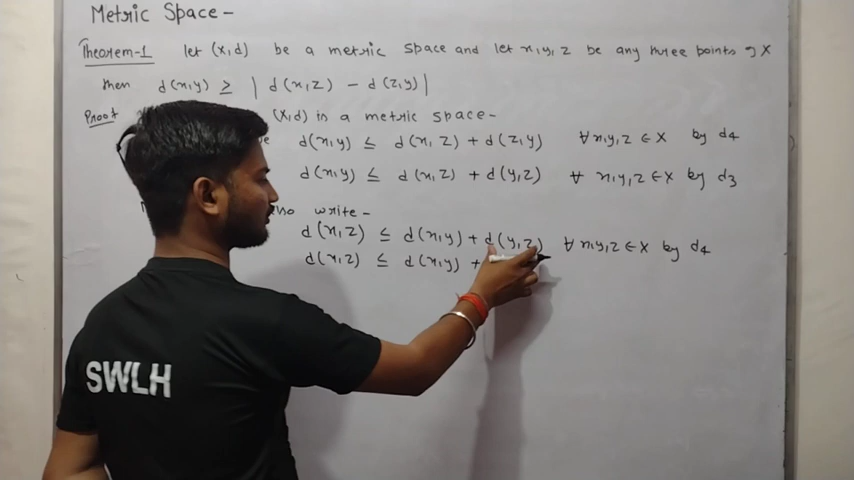 Metric Space -
Theorem-1 let (X,d) be a metric space and let x,y,z be any three points of X
then d(x,y) ≥ | d(x,z) - d(z,y) |
Proof (X,d) is a metric space -
d(x,y) ≤ d(x,z) + d(z,y) ∀ x,y,z ∈ X by d4
d(x,y) ≤ d(x,z) + d(y,z) ∀ x,y,z ∈ X by d3
write -
d(x,z) ≤ d(x,y) + d(y,z) ∀ x,y,z ∈ X by d4
d(x,z) ≤ d(x,y) +
SWLH